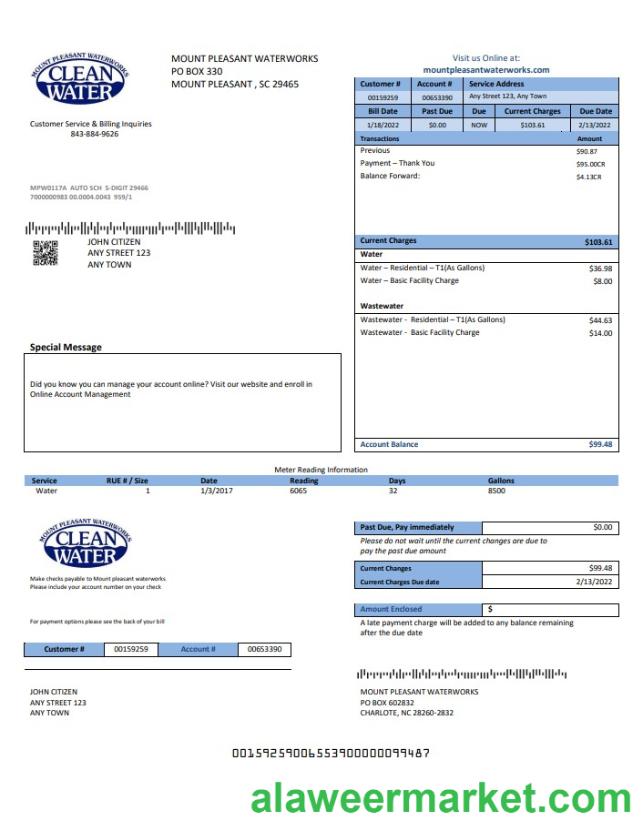 MOUNT PLEASANT WATERWORKS
CLEAN
WATER
MOUNT PLEASANT WATERWORKS
PO BOX 330
MOUNT PLEASANT , SC 29465
Customer Service & Billing Inquiries
843-884-9626
MPW0117A AUTO SCH 5-DIGIT 29466
7000000983 00.0004.0043 959/1
JOHN CITIZEN
ANY STREET 123
ANY TOWN
Visit us Online at:
mountpleasantwaterworks.com
Customer # Account # Service Address
00159259 00653390 Any Street 123, Any Town
Bill Date Past Due Due Current Charges Due Date
1/18/2022 $0.00 NOW $103.61 2/13/2022
Transactions Amount
Previous $90.87
Payment – Thank You $95.00CR
Balance Forward: $4.13CR
Current Charges $103.61
Water
Water – Residential – T1(As Gallons) $36.98
Water – Basic Facility Charge $8.00
Wastewater
Wastewater - Residential – T1(As Gallons) $44.63
Wastewater - Basic Facility Charge $14.00
Account Balance $99.48
Special Message
Did you know you can manage your account online? Visit our website and enroll in
Online Account Management
Meter Reading Information
Service RUE # / Size Date Reading Days Gallons
Water 1 1/3/2017 6065 32 8500
MOUNT PLEASANT WATERWORKS
CLEAN
WATER
Make checks payable to Mount pleasant waterworks.
Please include your account number on your check
For payment options please see the back of your bill
Customer # 00159259 Account # 00653390
Past Due, Pay immediately $0.00
Please do not wait until the current changes are due to
pay the past due amount
Current Charges $99.48
Current Charges Due date 2/13/2022
Amount Enclosed $
A late payment charge will be added to any balance remaining
after the due date
JOHN CITIZEN
ANY STREET 123
ANY TOWN
MOUNT PLEASANT WATERWORKS
PO BOX 602832
CHARLOTE, NC 28260-2832
00159259006553900000099487
alaweermarket.com